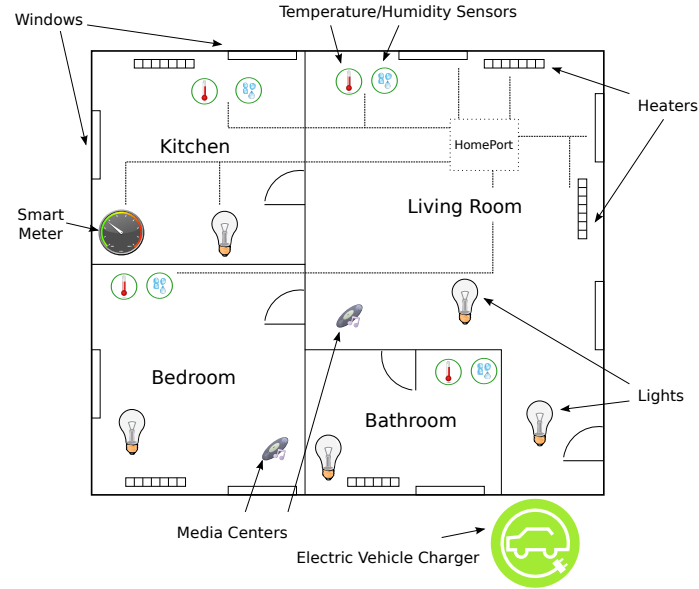 Temperature/Humidity Sensors
Windows
Heaters
Kitchen
HomePort
Living Room
Smart
Meter
Bedroom
Lights
Bathroom
Media Centers
Electric Vehicle Charger